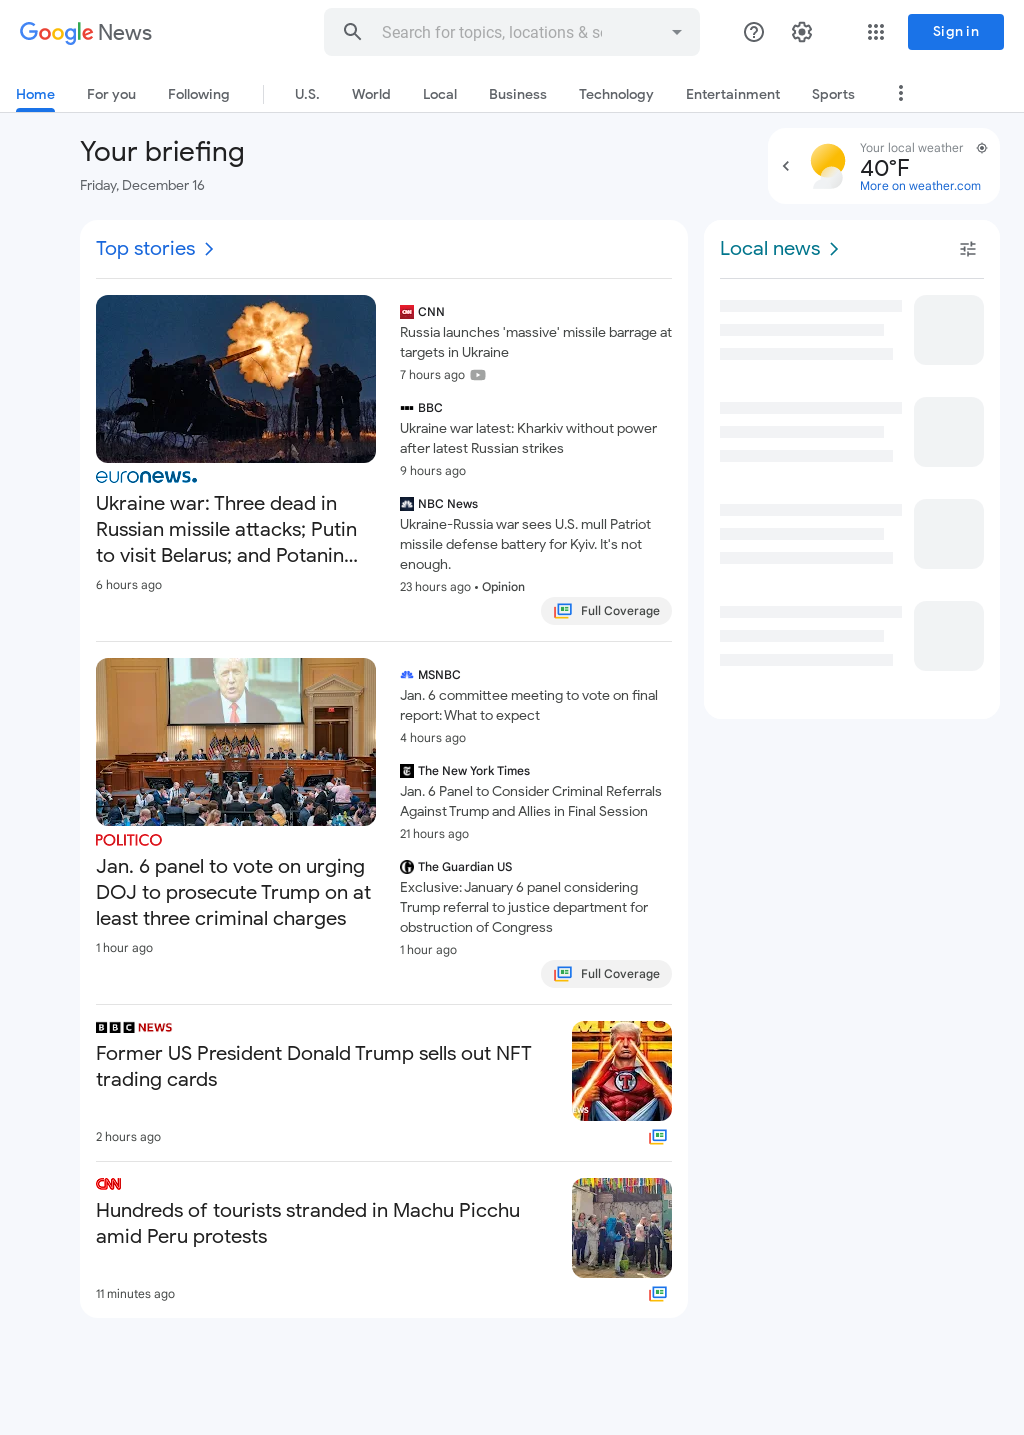 Google News
Search for topics, locations & s
Sign in
Home
For you
Following
U.S.
World
Local
Business
Technology
Entertainment
Sports
Your briefing
Friday, December 16
Your local weather
40°F
More on weather.com
Top stories
euronews.
Ukraine war: Three dead in
Russian missile attacks; Putin
to visit Belarus; and Potanin...
6 hours ago
CNN
Russia launches 'massive' missile barrage at
targets in Ukraine
7 hours ago
BBC
Ukraine war latest: Kharkiv without power
after latest Russian strikes
9 hours ago
NBC News
Ukraine-Russia war sees U.S. mull Patriot
missile defense battery for Kyiv. It's not
enough.
23 hours ago • Opinion
Full Coverage
POLITICO
Jan. 6 panel to vote on urging
DOJ to prosecute Trump on at
least three criminal charges
1 hour ago
MSNBC
Jan. 6 committee meeting to vote on final
report: What to expect
4 hours ago
The New York Times
Jan. 6 Panel to Consider Criminal Referrals
Against Trump and Allies in Final Session
21 hours ago
The Guardian US
Exclusive: January 6 panel considering
Trump referral to justice department for
obstruction of Congress
1 hour ago
Full Coverage
BBC NEWS
Former US President Donald Trump sells out NFT
trading cards
2 hours ago
CNN
Hundreds of tourists stranded in Machu Picchu
amid Peru protests
11 minutes ago
Local news